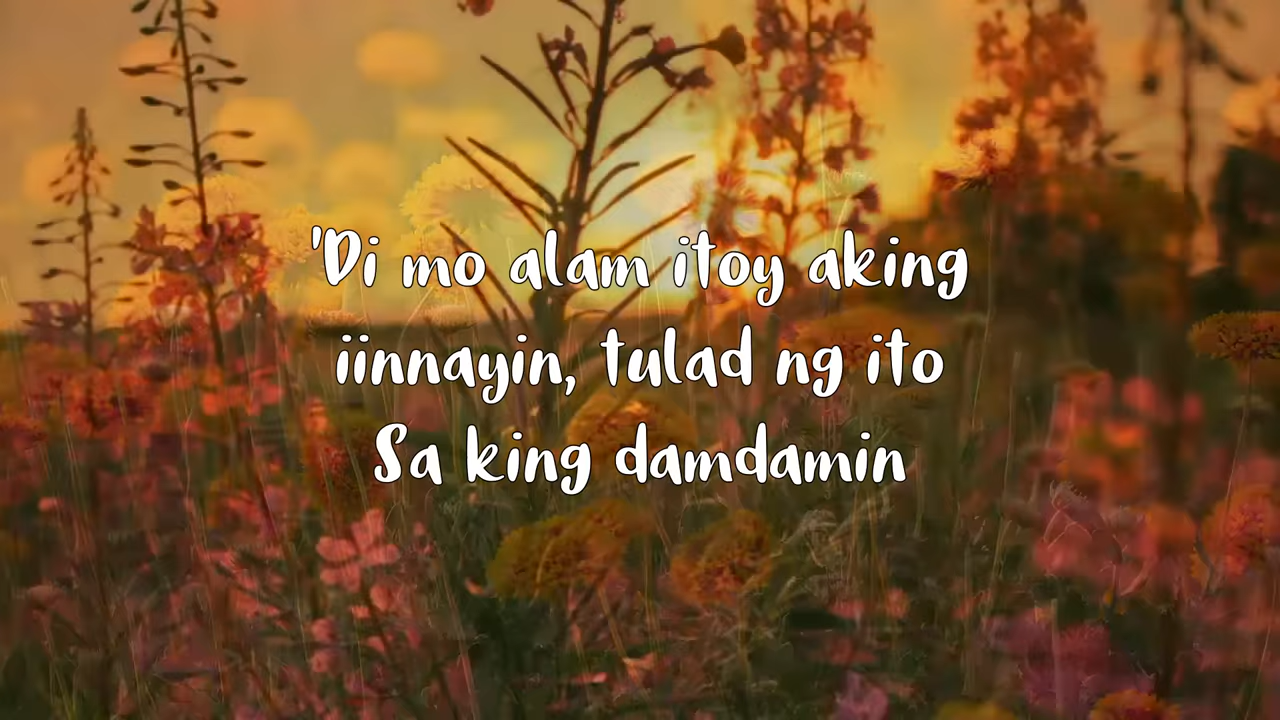 'Di mo alam itoy aking
iinnayin, tulad ng ito
Sa king damdamin